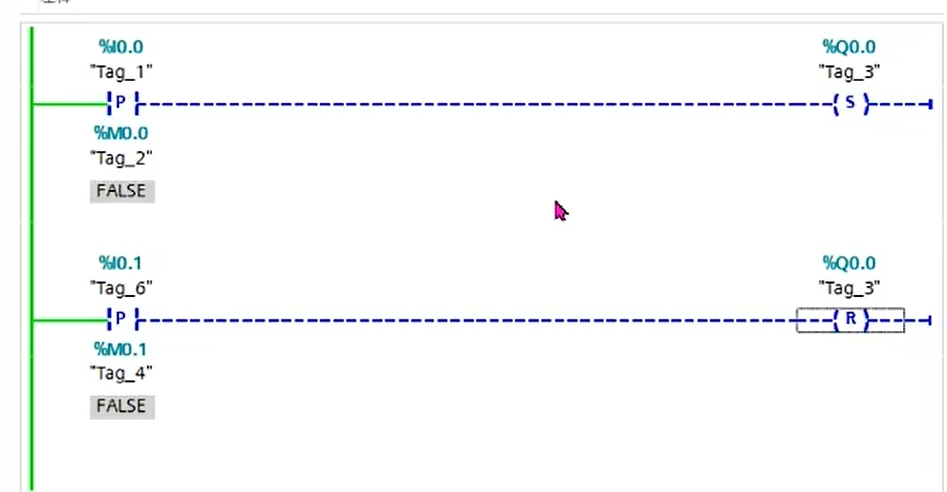 %I0.0
"Tag_1"
P
%M0.0
"Tag_2"
FALSE
%Q0.0
"Tag_3"
S
%I0.1
"Tag_6"
P
%M0.1
"Tag_4"
FALSE
%Q0.0
"Tag_3"
R